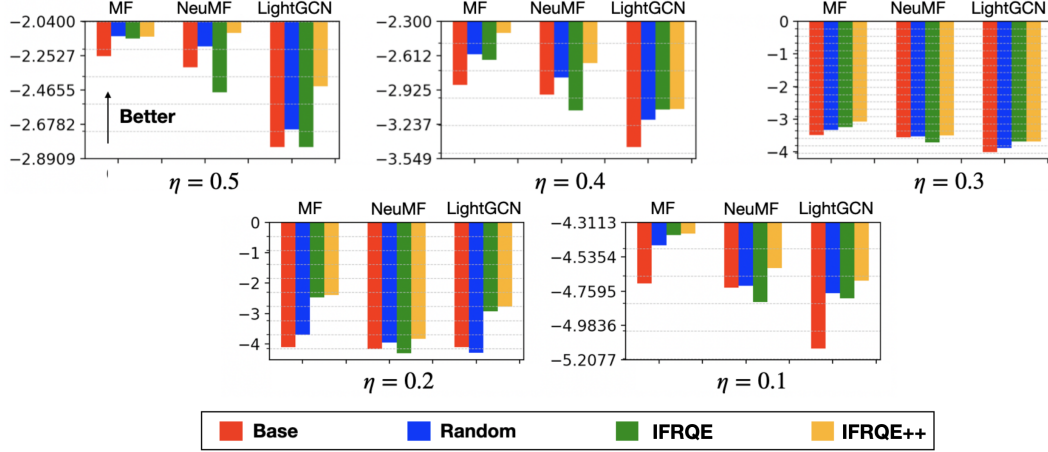 MF NeuMF LightGCN
-2.0400
-2.2527
-2.4655
-2.6782
-2.8909
Better
η = 0.5
MF NeuMF LightGCN
-2.300
-2.612
-2.925
-3.237
-3.549
η = 0.4
MF NeuMF LightGCN
0
-1
-2
-3
-4
η = 0.3
MF NeuMF LightGCN
0
-1
-2
-3
-4
η = 0.2
MF NeuMF LightGCN
-4.3113
-4.5354
-4.7595
-4.9836
-5.2077
η = 0.1
Base Random IFRQE IFRQE++